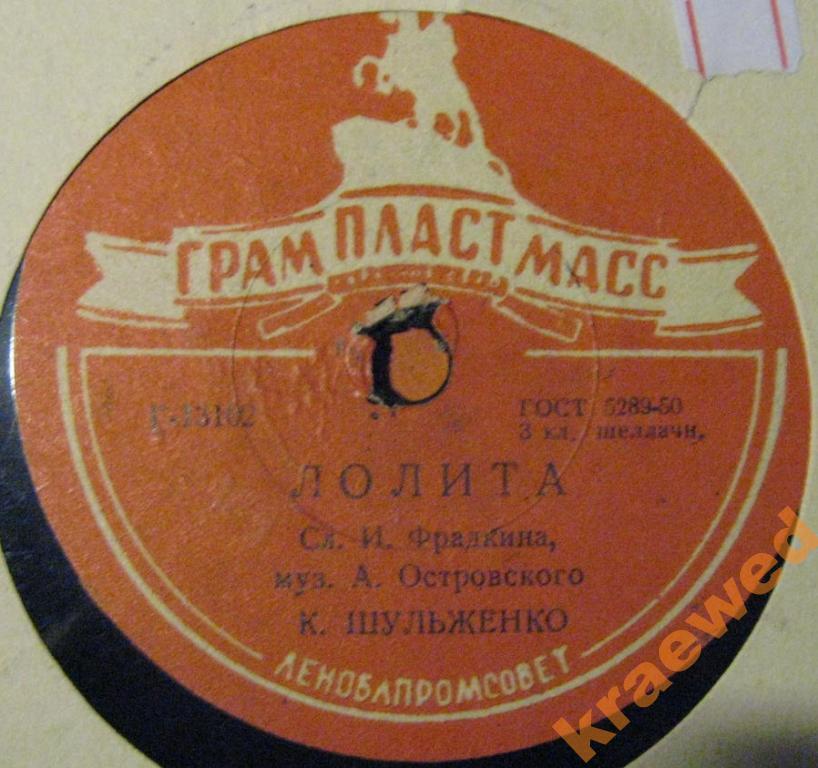 ГРАМПЛАСТМАСС
Г-13102
ГОСТ 5289-50
3 кл. шеллачн.
ЛОЛИТА
Сл. И. Фрадкина,
муз. А. Островского
К. ШУЛЬЖЕНКО
ЛЕНОБЛПРОМСОВЕТ
kraewed